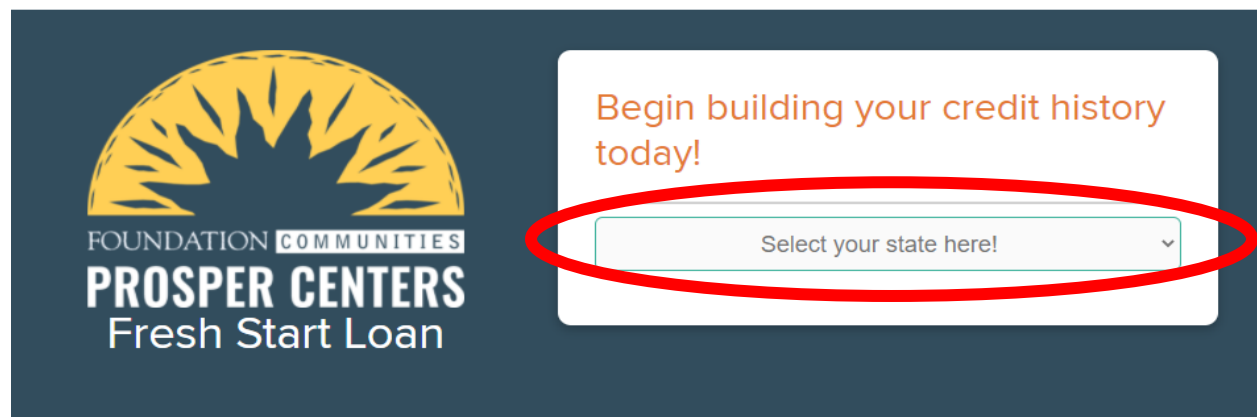 FOUNDATION COMMUNITIES
PROSPER CENTERS
Fresh Start Loan
Begin building your credit history
today!
Select your state here!